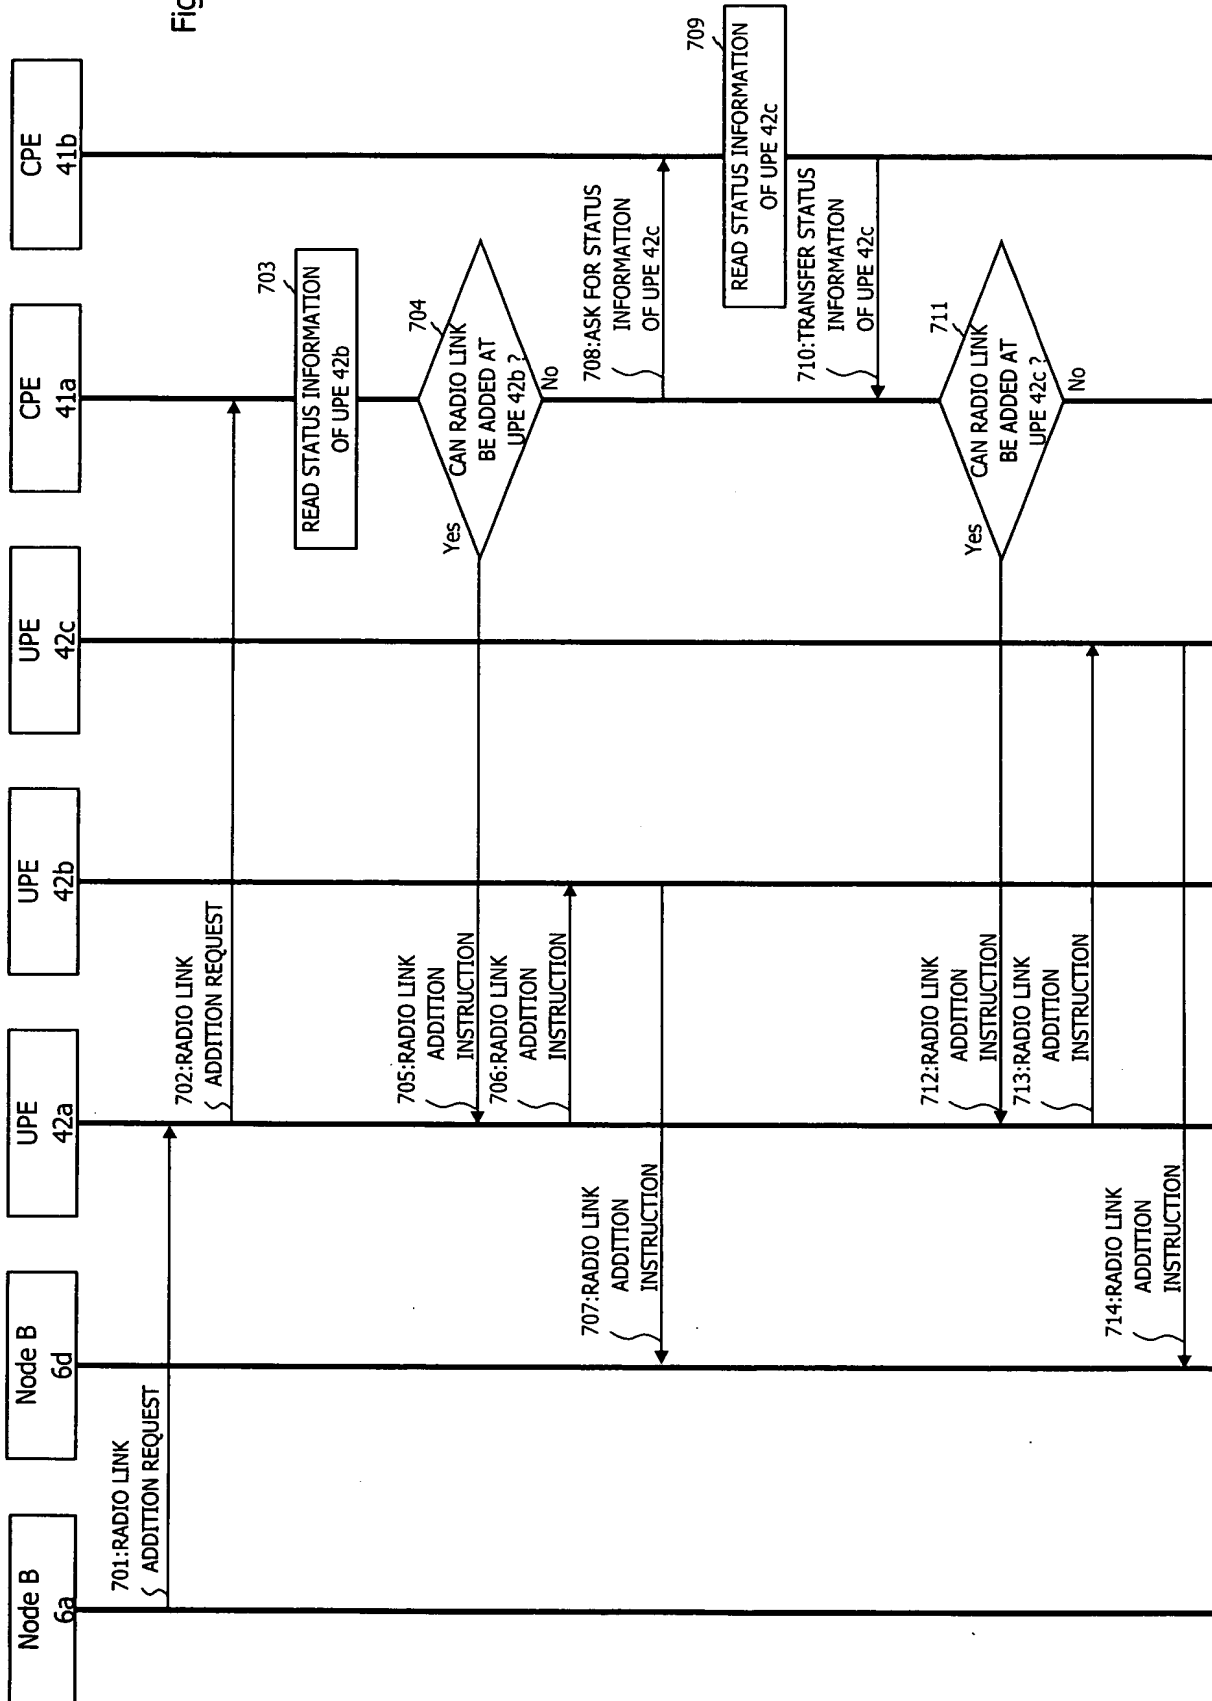 Fig
Node B
6a
Node B
6d
UPE
42a
UPE
42b
UPE
42c
CPE
41a
CPE
41b
701:RADIO LINK
ADDITION REQUEST
702:RADIO LINK
ADDITION REQUEST
703
READ STATUS INFORMATION
OF UPE 42b
704
CAN RADIO LINK
BE ADDED AT
UPE 42b ?
Yes
No
705:RADIO LINK
ADDITION
INSTRUCTION
706:RADIO LINK
ADDITION
INSTRUCTION
707:RADIO LINK
ADDITION
INSTRUCTION
708:ASK FOR STATUS
INFORMATION
OF UPE 42c
709
READ STATUS INFORMATION
OF UPE 42c
710:TRANSFER STATUS
INFORMATION
OF UPE 42c
711
CAN RADIO LINK
BE ADDED AT
UPE 42c ?
Yes
No
712:RADIO LINK
ADDITION
INSTRUCTION
713:RADIO LINK
ADDITION
INSTRUCTION
714:RADIO LINK
ADDITION
INSTRUCTION